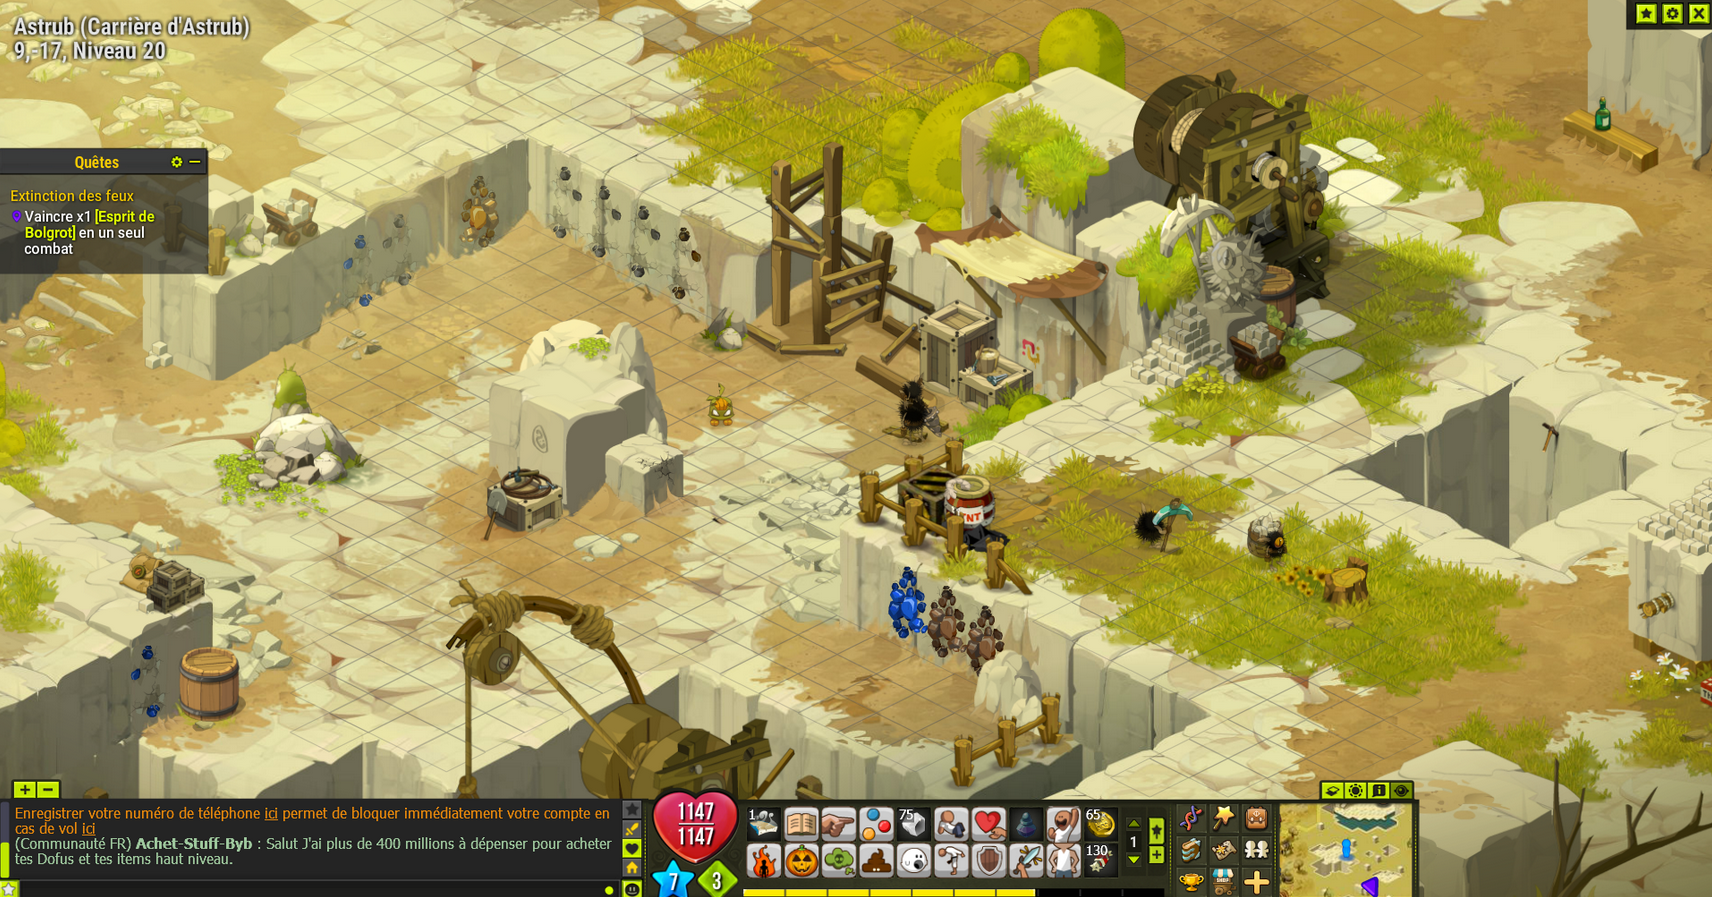 Astrub (Carrière d'Astrub)
9,-17, Niveau 20
Quêtes
Extinction des feux
Vaincre x1 [Esprit de
Bolgrot] en un seul
combat
TNT
Enregistrer votre numéro de téléphone ici permet de bloquer immédiatement votre compte en
cas de vol ici
(Communauté FR) Achet-Stuff-Byb : Salut J'ai plus de 400 millions à dépenser pour acheter
tes Dofus et tes items haut niveau.
1147
1147
7
3
75
65
130
1
SHOP